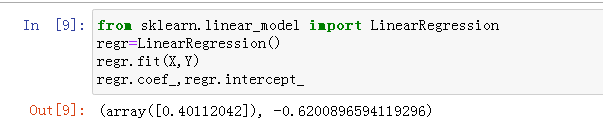 In [9]: from sklearn.linear_model import LinearRegression
regr=LinearRegression()
regr.fit(X,Y)
regr.coef_,regr.intercept_
Out[9]: (array([0.40112042]), -0.6200896594119296)